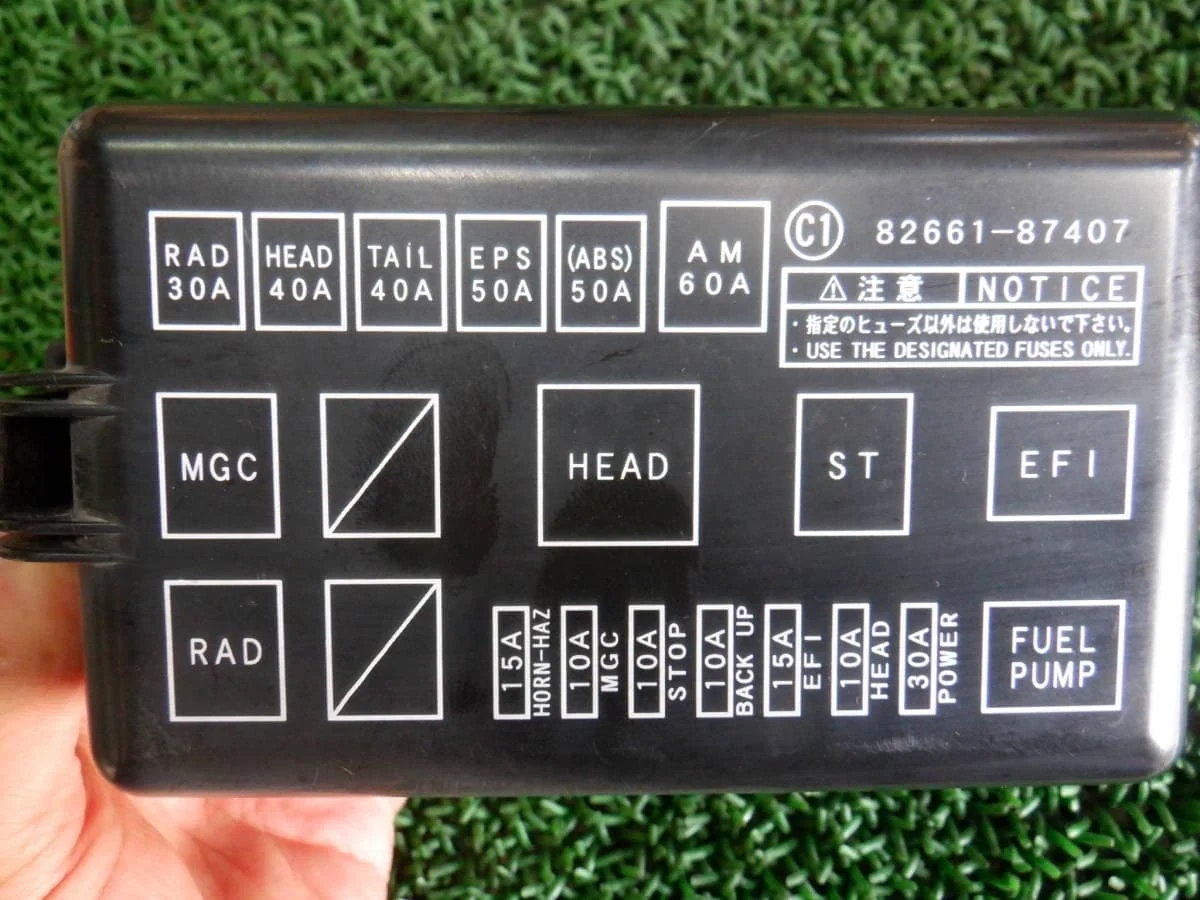 RAD
30A
HEAD
40A
TAIL
40A
EPS
50A
(ABS)
50A
AM
60A
C1 82661-87407
⚠注意 NOTICE
・指定のヒューズ以外は使用しないで下さい。
・USE THE DESIGNATED FUSES ONLY.
MGC
HEAD
ST
EFI
RAD
15A
HORN-HAZ
10A
MGC
10A
STOP
10A
BACK UP
15A
EFI
10A
HEAD
30A
POWER
FUEL
PUMP